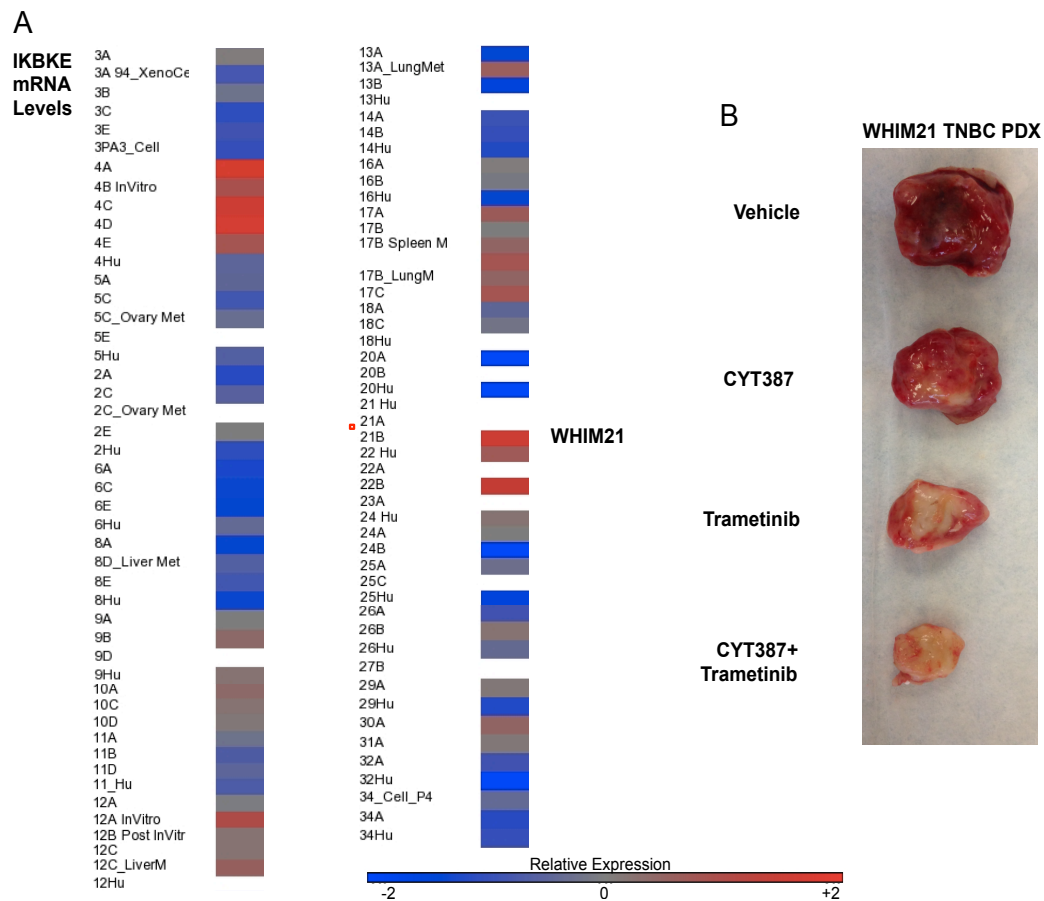 A
IKBKE
mRNA
Levels
3A
3A 94_XenoCe
3B
3C
3E
3PA3_Cell
4A
4B InVitro
4C
4D
4E
4Hu
5A
5C
5C_Ovary Met
5E
5Hu
2A
2C
2C_Ovary Met
2E
2Hu
6A
6C
6E
6Hu
8A
8D_Liver Met
8E
8Hu
9A
9B
9D
9Hu
10A
10C
10D
11A
11B
11D
11_Hu
12A
12A InVitro
12B Post InVitr
12C
12C_LiverM
12Hu
13A
13A_LungMet
13B
13Hu
14A
14B
14Hu
16A
16B
16Hu
17A
17B
17B Spleen M
17B_LungM
17C
18A
18C
18Hu
20A
20B
20Hu
21 Hu
21A
21B
22 Hu
22A
22B
23A
24 Hu
24A
24B
25A
25C
25Hu
26A
26B
26Hu
27B
29A
29Hu
30A
31A
32A
32Hu
34_Cell_P4
34A
34Hu
WHIM21
Relative Expression
-2 0 +2
B
WHIM21 TNBC PDX
Vehicle
CYT387
Trametinib
CYT387+
Trametinib